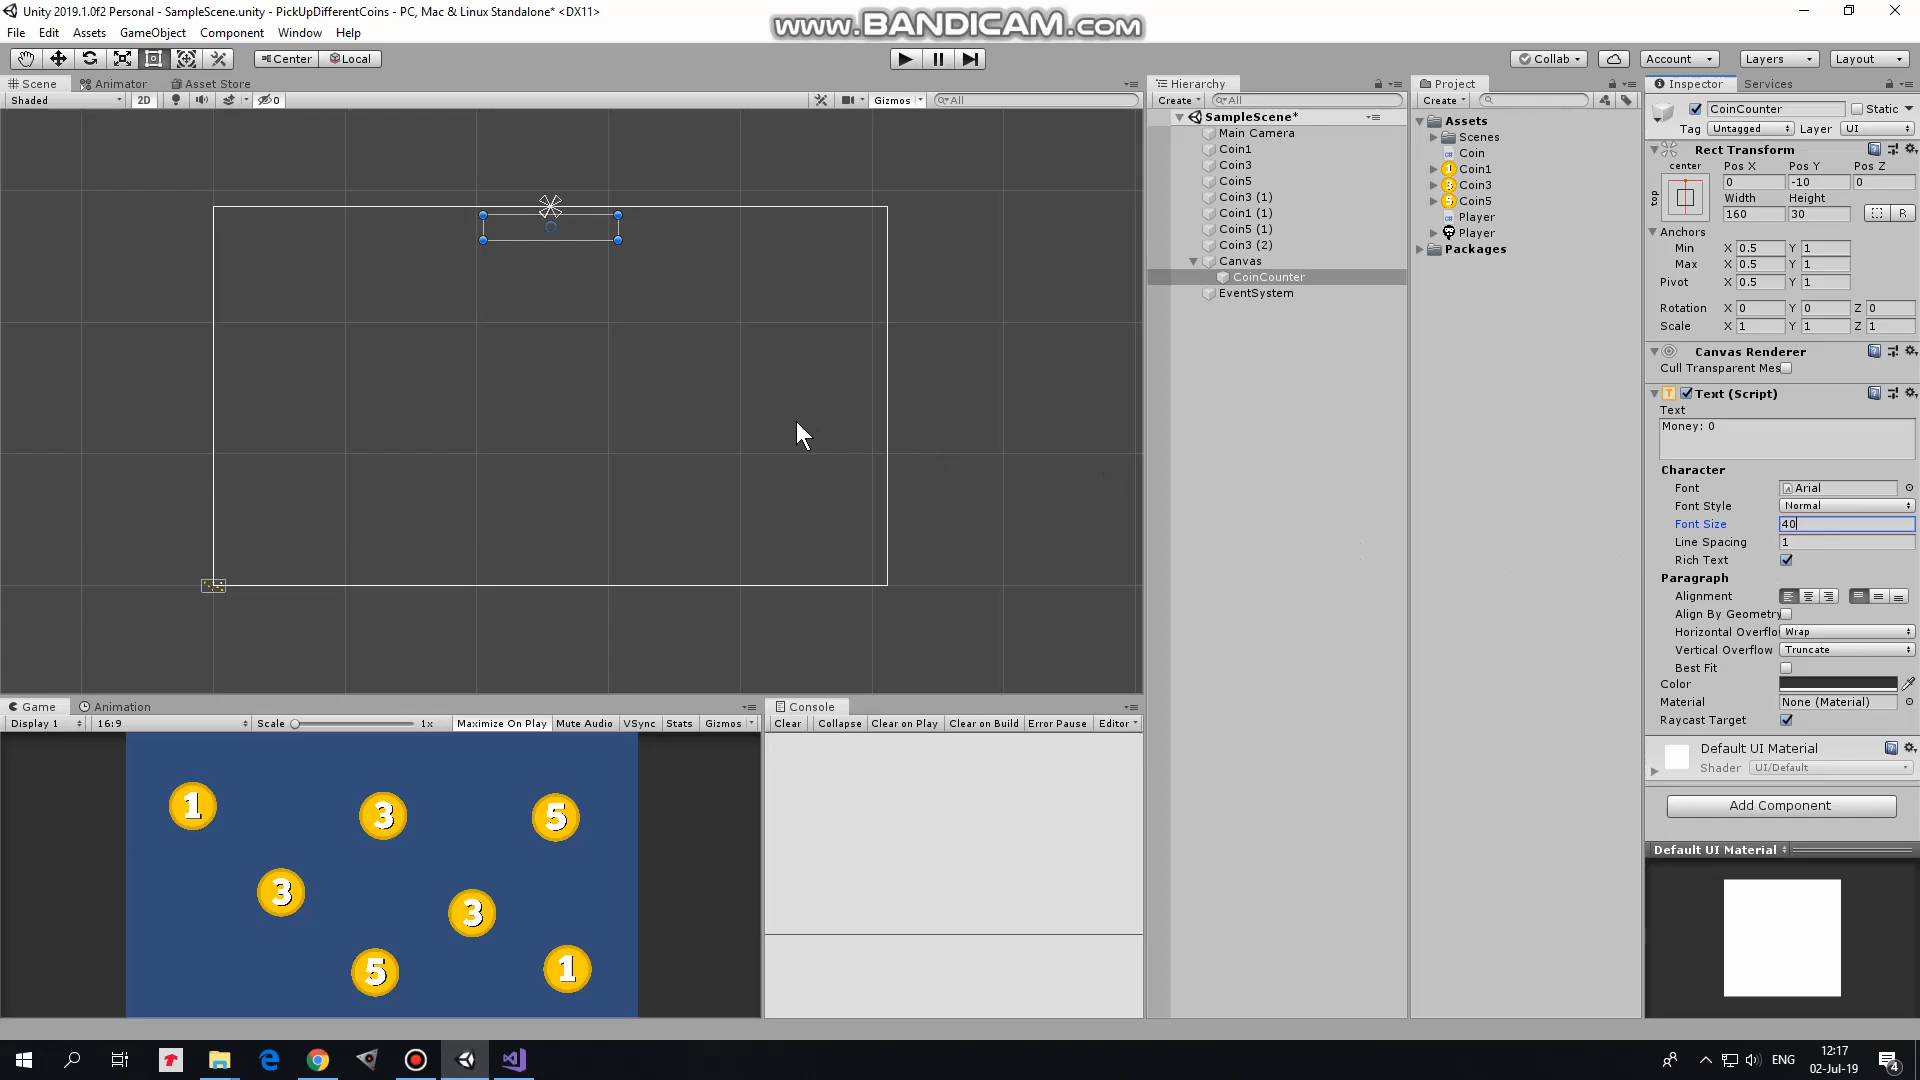 Unity 2019.1.0f2 Personal - SampleScene.unity - PickUpDifferentCoins - PC, Mac & Linux Standalone* <DX11>
www.BANDICAM.com
File Edit Assets GameObject Component Window Help
Center Local
Collab Account Layers Layout
Scene Animator Asset Store
Shaded 2D 0 Gizmos All
Hierarchy
Create All
SampleScene*
Main Camera
Coin1
Coin3
Coin5
Coin3 (1)
Coin1 (1)
Coin5 (1)
Coin3 (2)
Canvas
CoinCounter
EventSystem
Project
Create
Assets
Scenes
Coin
Coin1
Coin3
Coin5
Player
Player
Packages
Inspector Services
CoinCounter Static
Tag Untagged Layer UI
Rect Transform
center Pos X Pos Y Pos Z
top 0 -10 0
Width Height
160 30 R
Anchors
Min X 0.5 Y 1
Max X 0.5 Y 1
Pivot X 0.5 Y 1
Rotation X 0 Y 0 Z 0
Scale X 1 Y 1 Z 1
Canvas Renderer
Cull Transparent Mes
Text (Script)
Text
Money: 0
Character
Font Arial
Font Style Normal
Font Size 40
Line Spacing 1
Rich Text
Paragraph
Alignment
Align By Geometry
Horizontal Overflo Wrap
Vertical Overflow Truncate
Best Fit
Color
Material None (Material)
Raycast Target
Default UI Material
Shader UI/Default
Add Component
Default UI Material
Game Animation
Display 1 16:9 Scale 1x Maximize On Play Mute Audio VSync Stats Gizmos
Console
Clear Collapse Clear on Play Clear on Build Error Pause Editor
1
3
5
3
3
5
1
ENG
12:17
02-Jul-19
4